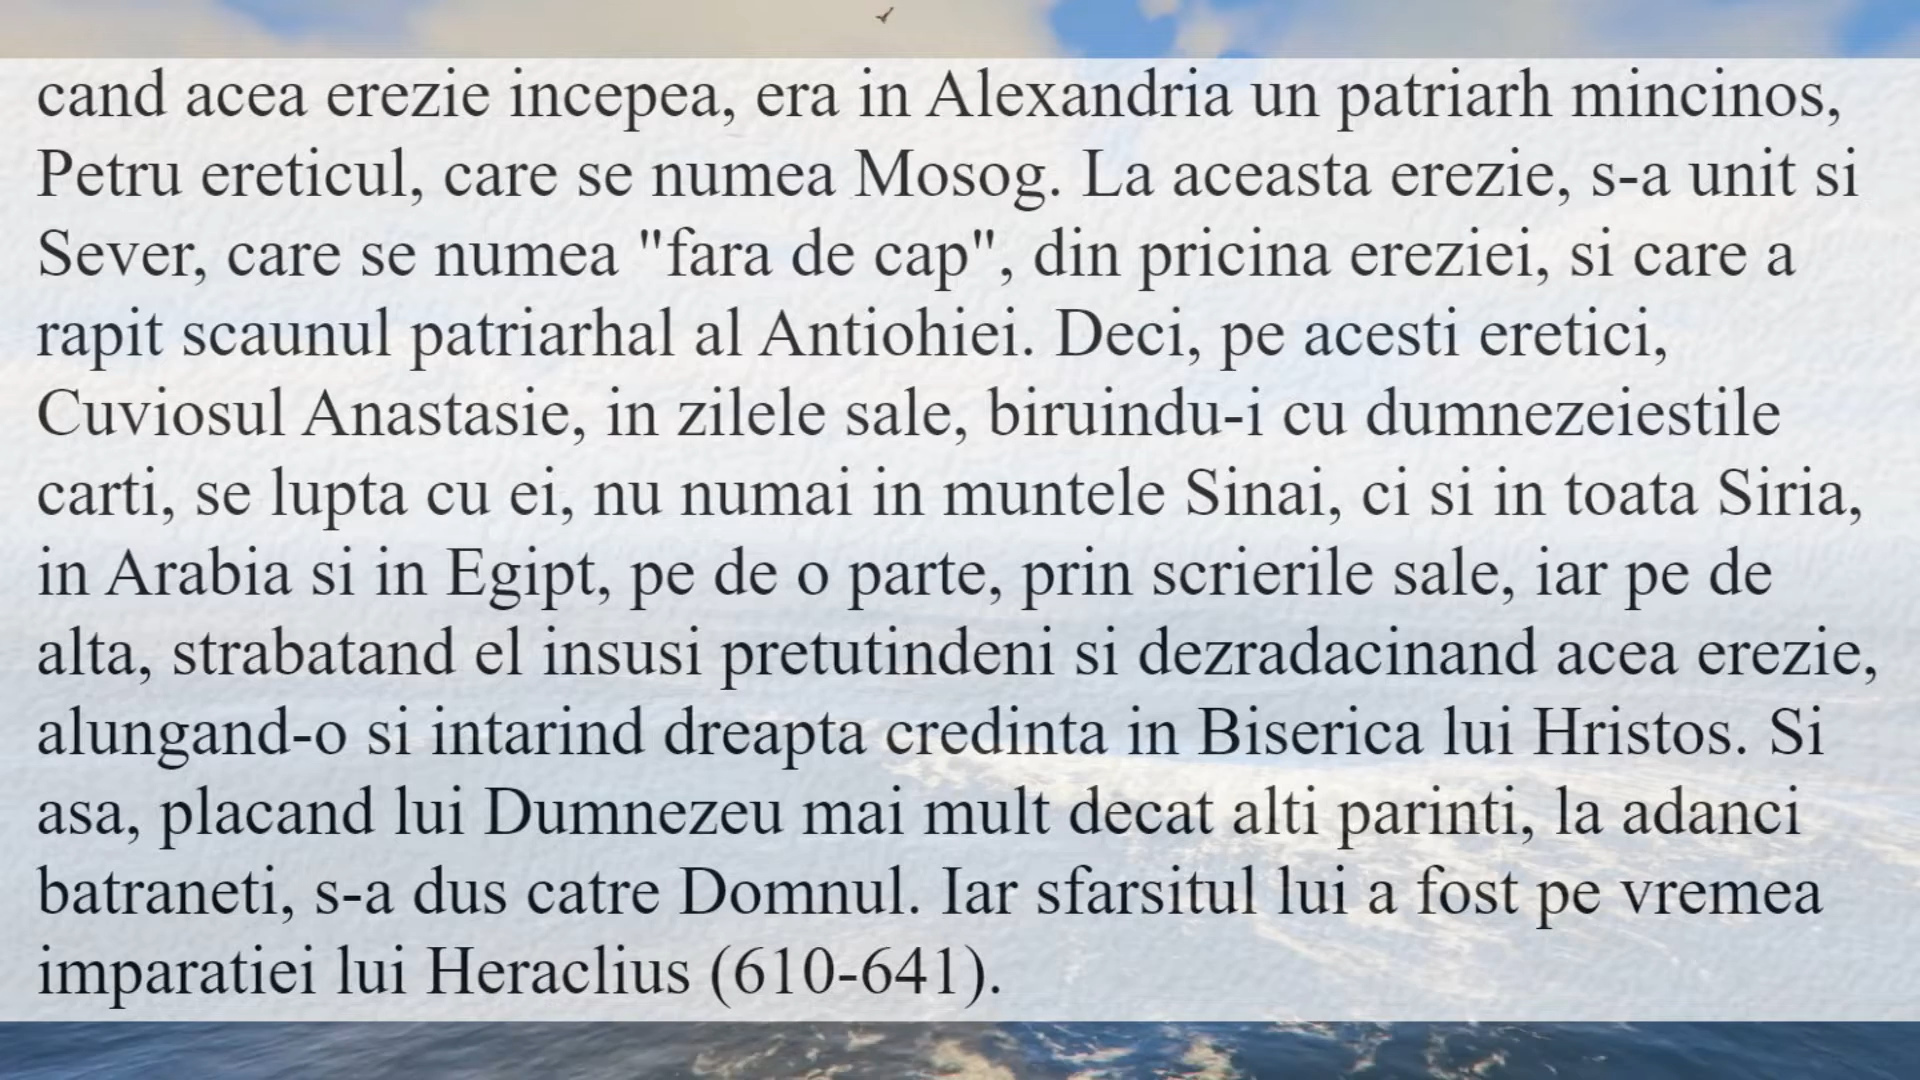 cand acea erezie incepea, era in Alexandria un patriarh mincinos,
Petru ereticul, care se numea Mosog. La aceasta erezie, s-a unit si
Sever, care se numea "fara de cap", din pricina ereziei, si care a
rapit scaunul patriarhal al Antiohiei. Deci, pe acesti eretici,
Cuviosul Anastasie, in zilele sale, biruindu-i cu dumnezeiestile
carti, se lupta cu ei, nu numai in muntele Sinai, ci si in toata Siria,
in Arabia si in Egipt, pe de o parte, prin scrierile sale, iar pe de
alta, strabatand el insusi pretutindeni si dezradacinand acea erezie,
alungand-o si intarind dreapta credinta in Biserica lui Hristos. Si
asa, placand lui Dumnezeu mai mult decat alti parinti, la adanci
batraneti, s-a dus catre Domnul. Iar sfarsitul lui a fost pe vremea
imparatiei lui Heraclius (610-641).